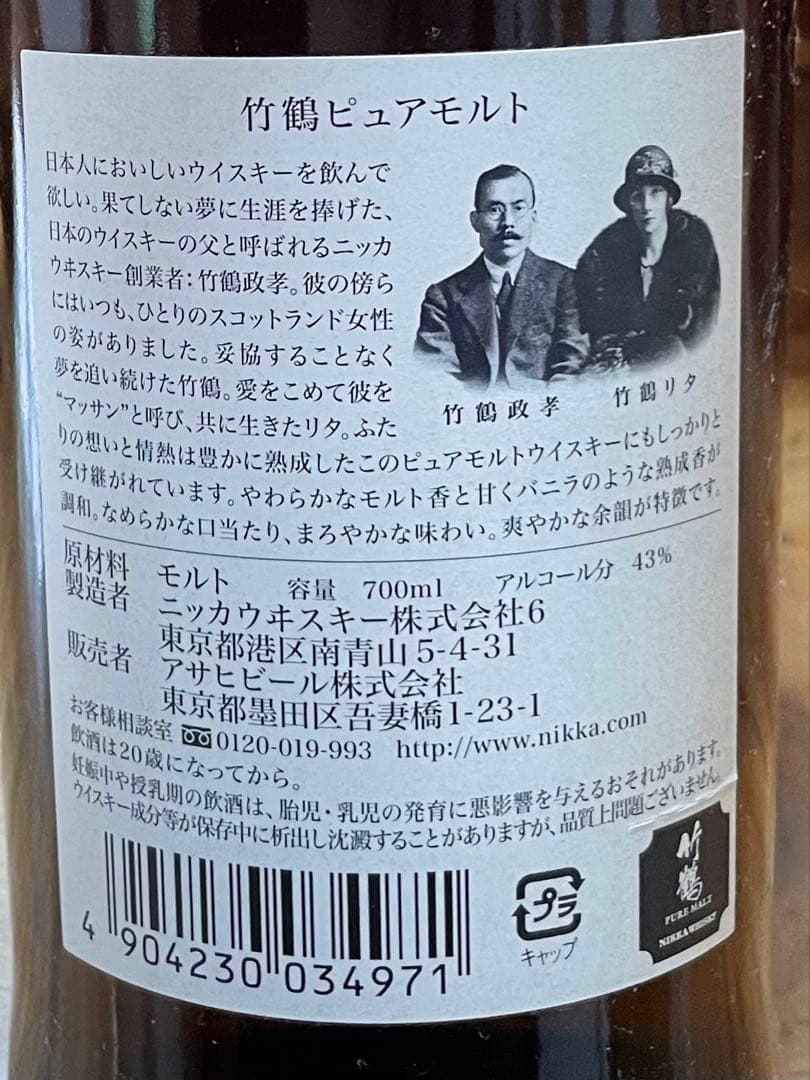 竹鶴ピュアモルト
日本人においしいウイスキーを飲んで
欲しい。果てしない夢に生涯を捧げた、
日本のウイスキーの父と呼ばれるニッカ
ウヰスキー創業者:竹鶴政孝。彼の傍ら
にはいつも、ひとりのスコットランド女性
の姿がありました。妥協することなく
夢を追い続けた竹鶴。愛をこめて彼を
“マッサン”と呼び、共に生きたリタ。ふた
りの想いと情熱は豊かに熟成したこのピュアモルトウイスキーにもしっかりと
受け継がれています。やわらかなモルト香と甘くバニラのような熟成香が
調和。なめらかな口当たり、まろやかな味わい。爽やかな余韻が特徴です。
竹鶴政孝 竹鶴リタ
原材料 モルト 容量 700ml アルコール分 43%
製造者 ニッカウヰスキー株式会社6
東京都港区南青山5-4-31
販売者 アサヒビール株式会社
東京都墨田区吾妻橋1-23-1
お客様相談室 0120-019-993 http://www.nikka.com
飲酒は20歳になってから。
妊娠中や授乳期の飲酒は、胎児・乳児の発育に悪影響を与えるおそれがあります。
ウイスキー成分等が保存中に析出し沈澱することがありますが、品質上問題ございません。
4 904230 034971
プラ
キャップ
竹鶴
PURE MALT
NIKKA WHISKY